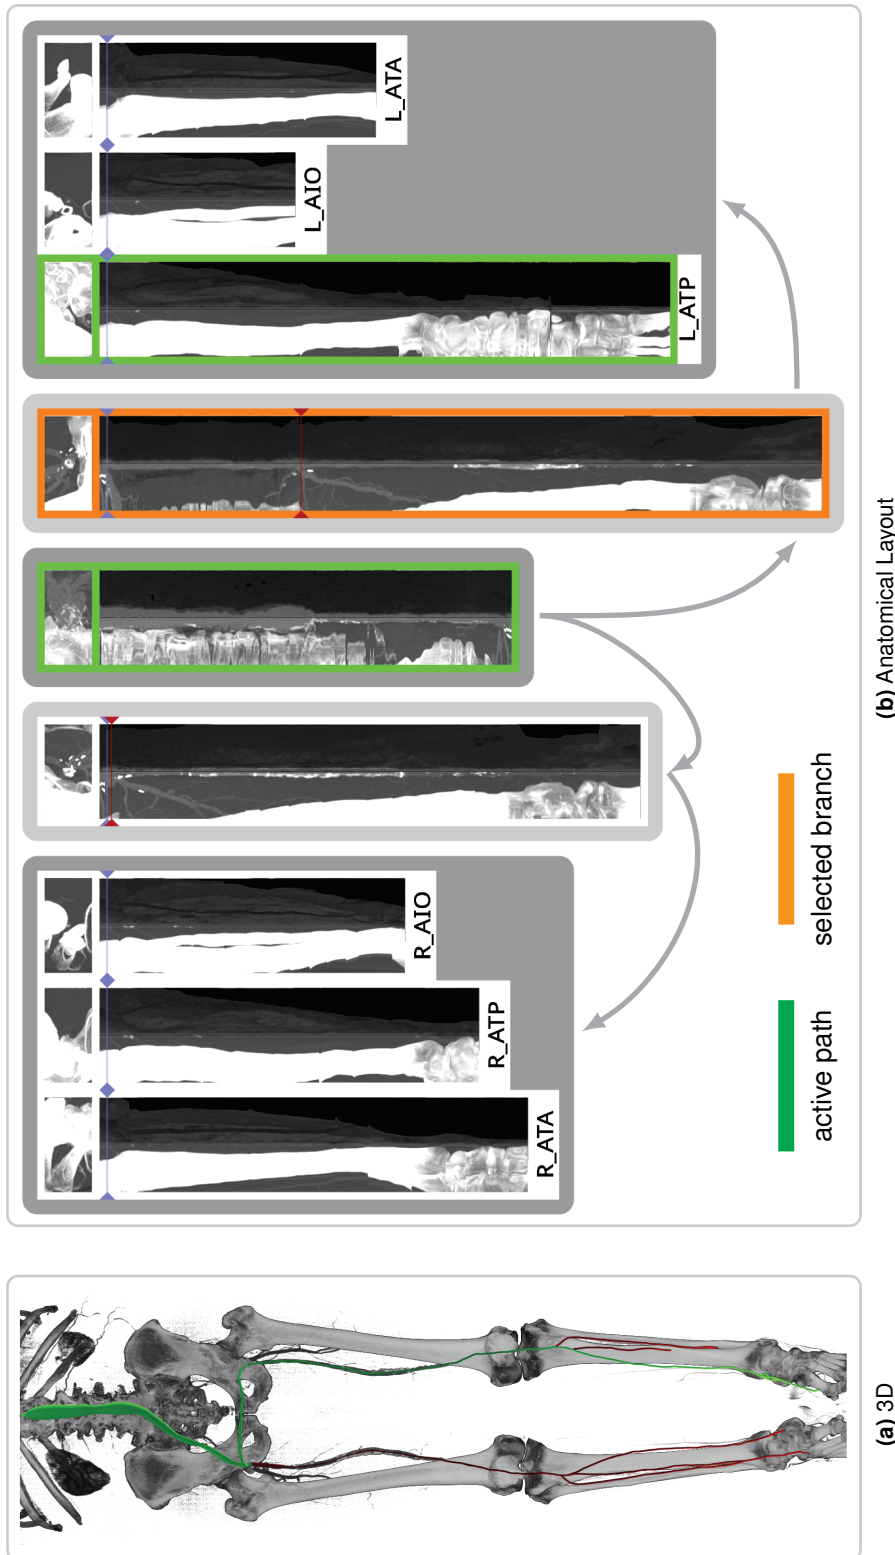 (a) 3D
R_ATA
R_ATP
R_AIO
L_ATP
L_AIO
L_ATA
active path
selected branch
(b) Anatomical Layout